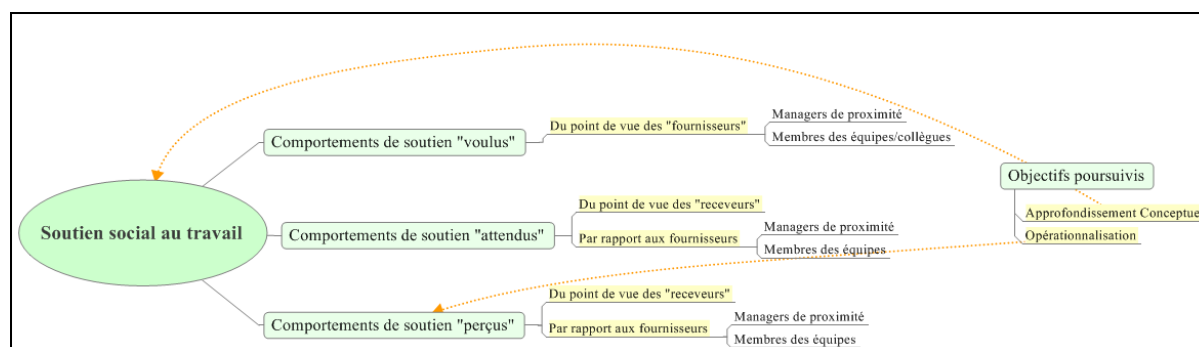 Soutien social au travail
Comportements de soutien "voulus"
Du point de vue des "fournisseurs"
Managers de proximité
Membres des équipes/collègues
Comportements de soutien "attendus"
Du point de vue des "receveurs"
Par rapport aux fournisseurs
Managers de proximité
Membres des équipes
Comportements de soutien "perçus"
Du point de vue des "receveurs"
Par rapport aux fournisseurs
Managers de proximité
Membres des équipes
Objectifs poursuivis
Approfondissement Conceptue
Opérationnalisation